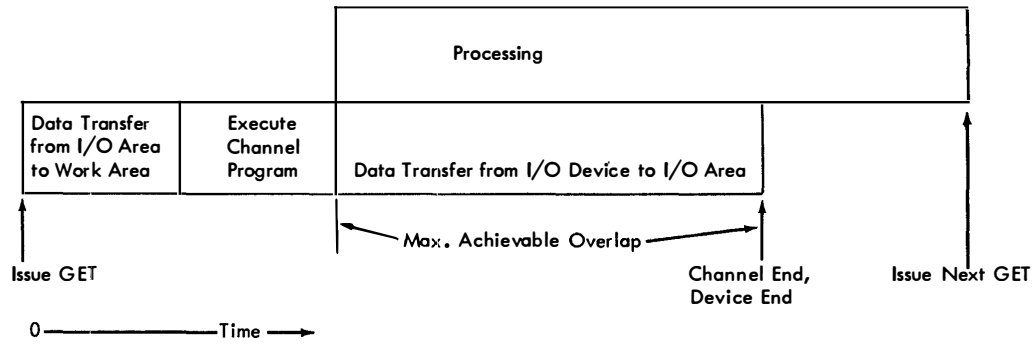 Processing
Data Transfer
from I/O Area
to Work Area
Execute
Channel
Program
Data Transfer from I/O Device to I/O Area
Max. Achievable Overlap
Issue GET
Channel End,
Device End
Issue Next GET
0 Time